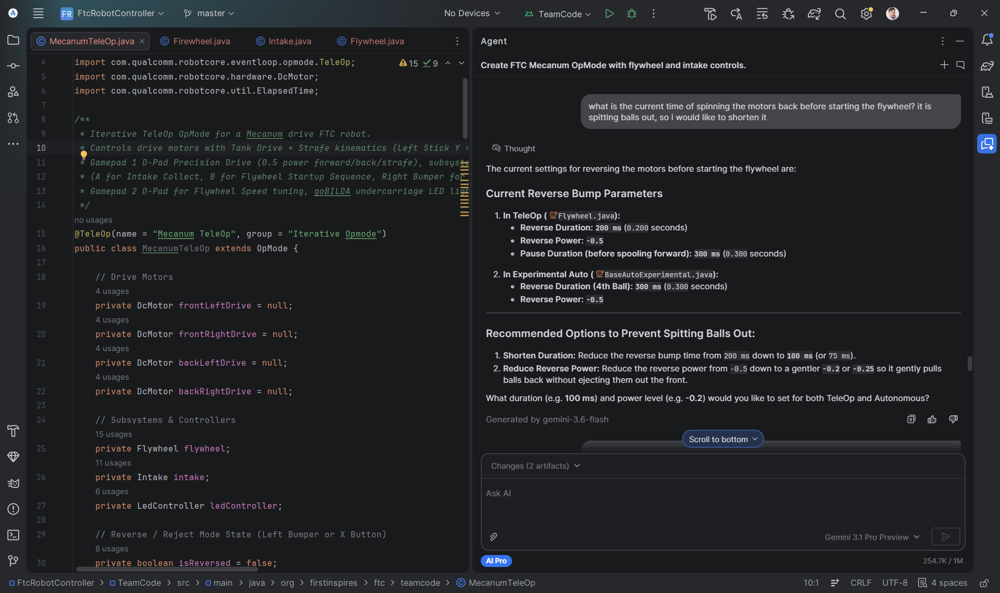 FR FtcRobotController master No Devices TeamCode
MecanumTeleOp.java Firewheel.java Intake.java Flywheel.java
15 9
4 import com.qualcomm.robotcore.eventloop.opmode.TeleOp;
5 import com.qualcomm.robotcore.hardware.DcMotor;
6 import com.qualcomm.robotcore.util.ElapsedTime;
7
8 /**
9 * Iterative TeleOp OpMode for a Mecanum drive FTC robot.
10 * Controls drive motors with Tank Drive + Strafe kinematics (Left Stick Y =
11 * Gamepad 1 D-Pad Precision Drive (0.5 power forward/back/strafe), subsyste
12 * (A for Intake Collect, B for Flywheel Startup Sequence, Right Bumper for
13 * Gamepad 2 D-Pad for Flywheel Speed tuning, goBILDA undercarriage LED lig
14 */
no usages
15 @TeleOp(name = "Mecanum TeleOp", group = "Iterative Opmode")
16 public class MecanumTeleOp extends OpMode {
17
18 // Drive Motors
4 usages
19 private DcMotor frontLeftDrive = null;
4 usages
20 private DcMotor frontRightDrive = null;
4 usages
21 private DcMotor backLeftDrive = null;
4 usages
22 private DcMotor backRightDrive = null;
23
24 // Subsystems & Controllers
15 usages
25 private Flywheel flywheel;
11 usages
26 private Intake intake;
6 usages
27 private LedController ledController;
28
29 // Reverse / Reject Mode State (Left Bumper or X Button)
8 usages
30 private boolean isReversed = false;
Agent
Create FTC Mecanum OpMode with flywheel and intake controls.
what is the current time of spinning the motors back before starting the flywheel? it is
spitting balls out, so i would like to shorten it
Thought
The current settings for reversing the motors before starting the flywheel are:
Current Reverse Bump Parameters
1. In TeleOp ( Flywheel.java):
Reverse Duration: 200 ms (0.200 seconds)
Reverse Power: -0.5
Pause Duration (before spooling forward): 300 ms (0.300 seconds)
2. In Experimental Auto ( BaseAutoExperimental.java):
Reverse Duration (4th Ball): 300 ms (0.300 seconds)
Reverse Power: -0.5
Recommended Options to Prevent Spitting Balls Out:
1. Shorten Duration: Reduce the reverse bump time from 200 ms down to 100 ms (or 75 ms).
2. Reduce Reverse Power: Reduce the reverse power from -0.5 down to a gentler -0.2 or -0.25 so it gently pulls
balls back without ejecting them out the front.
What duration (e.g. 100 ms) and power level (e.g. -0.2) would you like to set for both TeleOp and Autonomous?
Generated by gemini-3.6-flash
Scroll to bottom
Changes (2 artifacts)
Ask AI
Gemini 3.1 Pro Preview
AI Pro 254.7K / 1M
FtcRobotController > TeamCode > src > main > java > org > firstinspires > ftc > teamcode > MecanumTeleOp 10:1 CRLF UTF-8 4 spaces